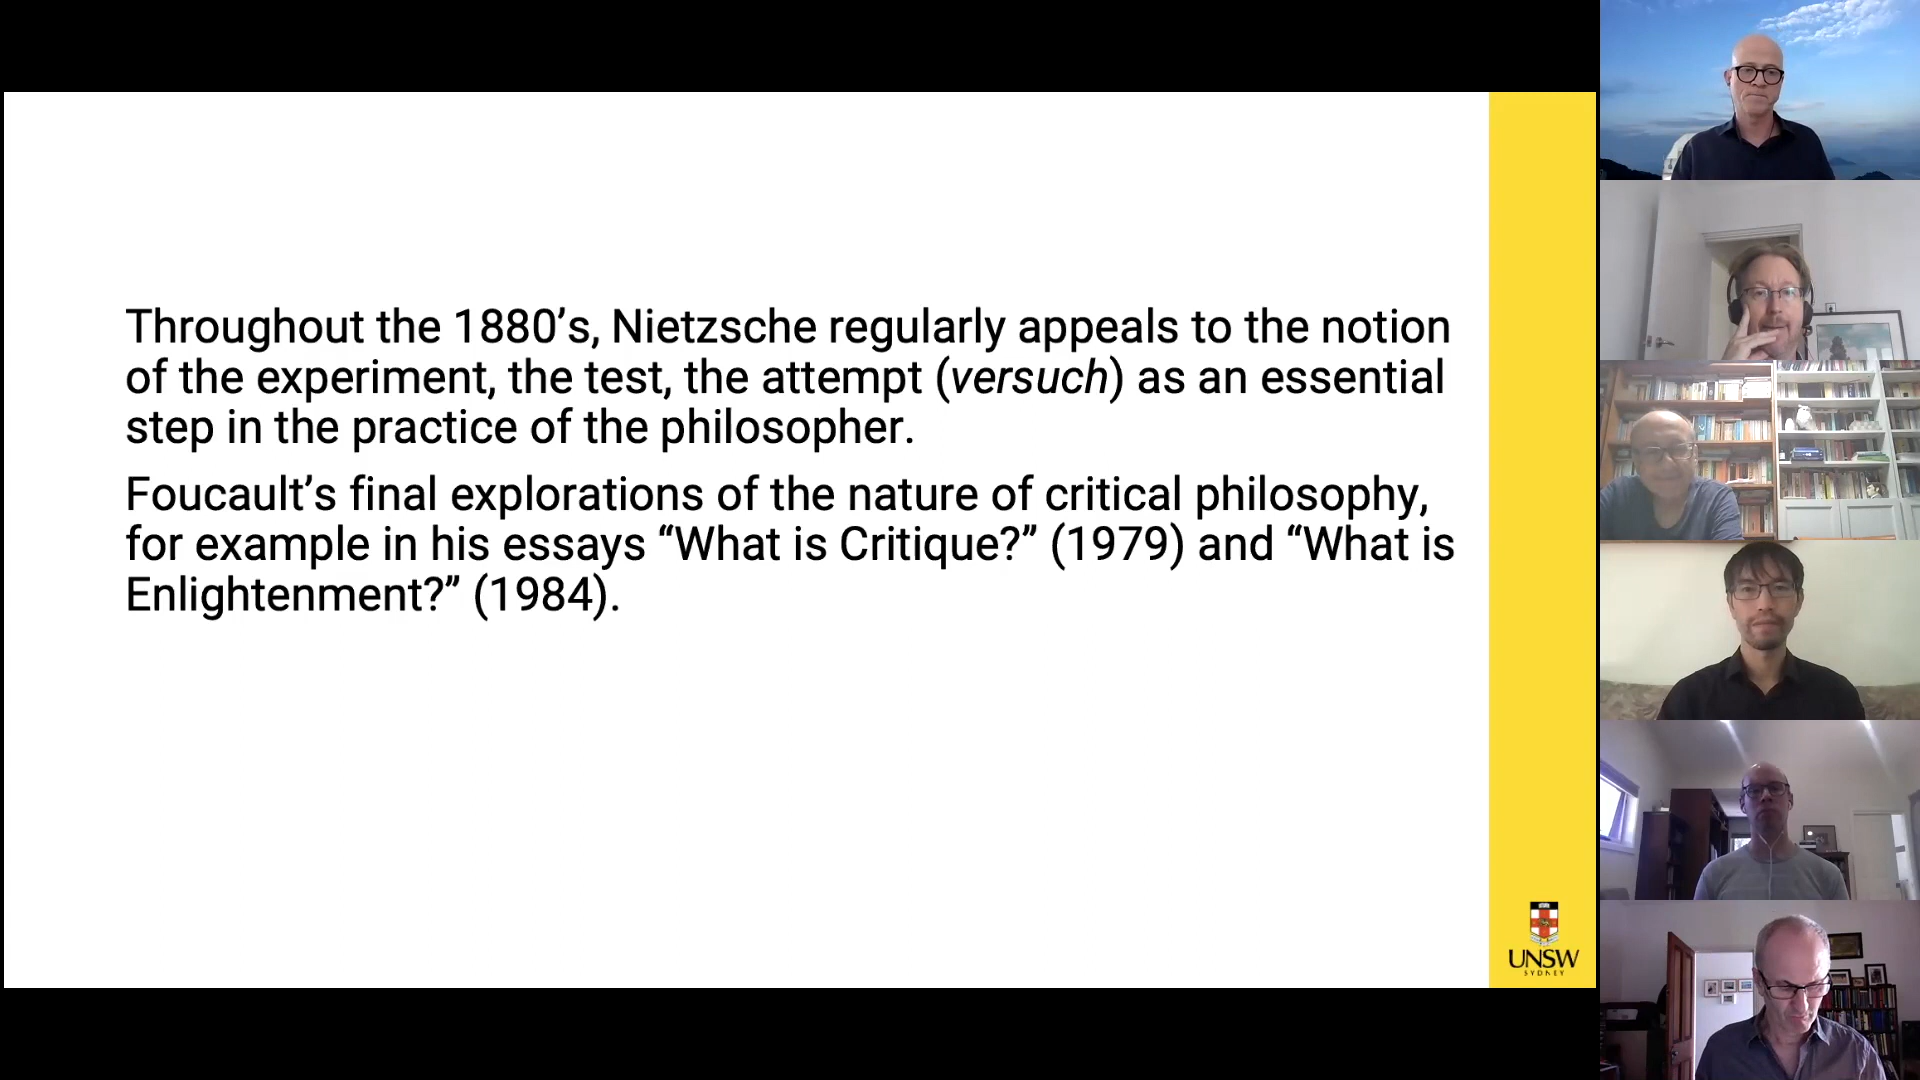 Throughout the 1880’s, Nietzsche regularly appeals to the notion
of the experiment, the test, the attempt (versuch) as an essential
step in the practice of the philosopher.
Foucault’s final explorations of the nature of critical philosophy,
for example in his essays “What is Critique?” (1979) and “What is
Enlightenment?” (1984).
UNSW
SYDNEY